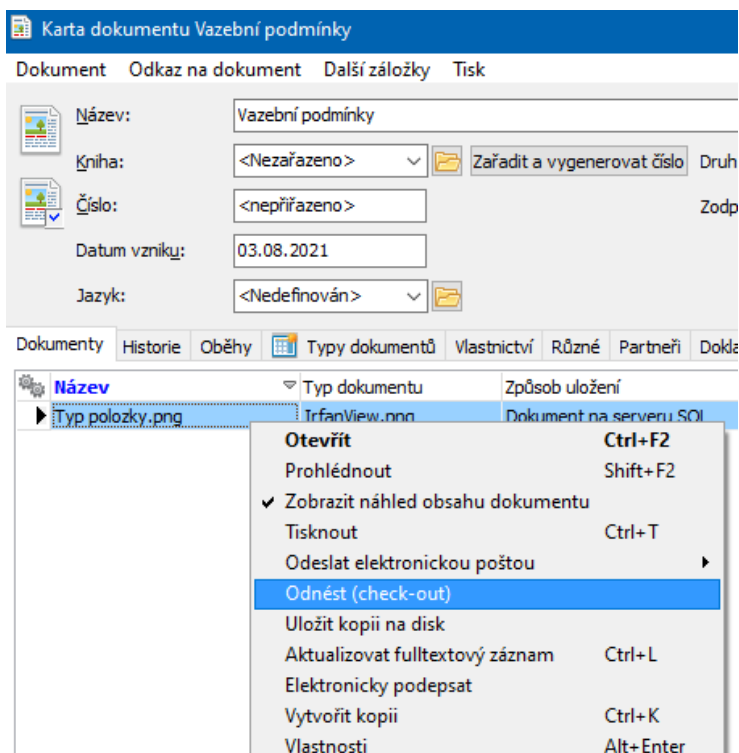 Karta dokumentu Vazební podmínky
Dokument Odkaz na dokument Další záložky Tisk
Název: Vazební podmínky
Kniha: <Nezařazeno> Zařadit a vygenerovat číslo Druh
Číslo: <nepřiřazeno> Zodp
Datum vzniku: 03.08.2021
Jazyk: <Nedefinován>
Dokumenty Historie Oběhy Typy dokumentů Vlastnictví Různé Partneři Dokla
Název Typ dokumentu Způsob uložení
Typ polozky.png IrfanView.png Dokument na serveru SQL
Otevřít Ctrl+F2
Prohlédnout Shift+F2
Zobrazit náhled obsahu dokumentu
Tisknout Ctrl+T
Odeslat elektronickou poštou
Odnést (check-out)
Uložit kopii na disk
Aktualizovat fulltextový záznam Ctrl+L
Elektronicky podepsat
Vytvořit kopii Ctrl+K
Vlastnosti Alt+Enter